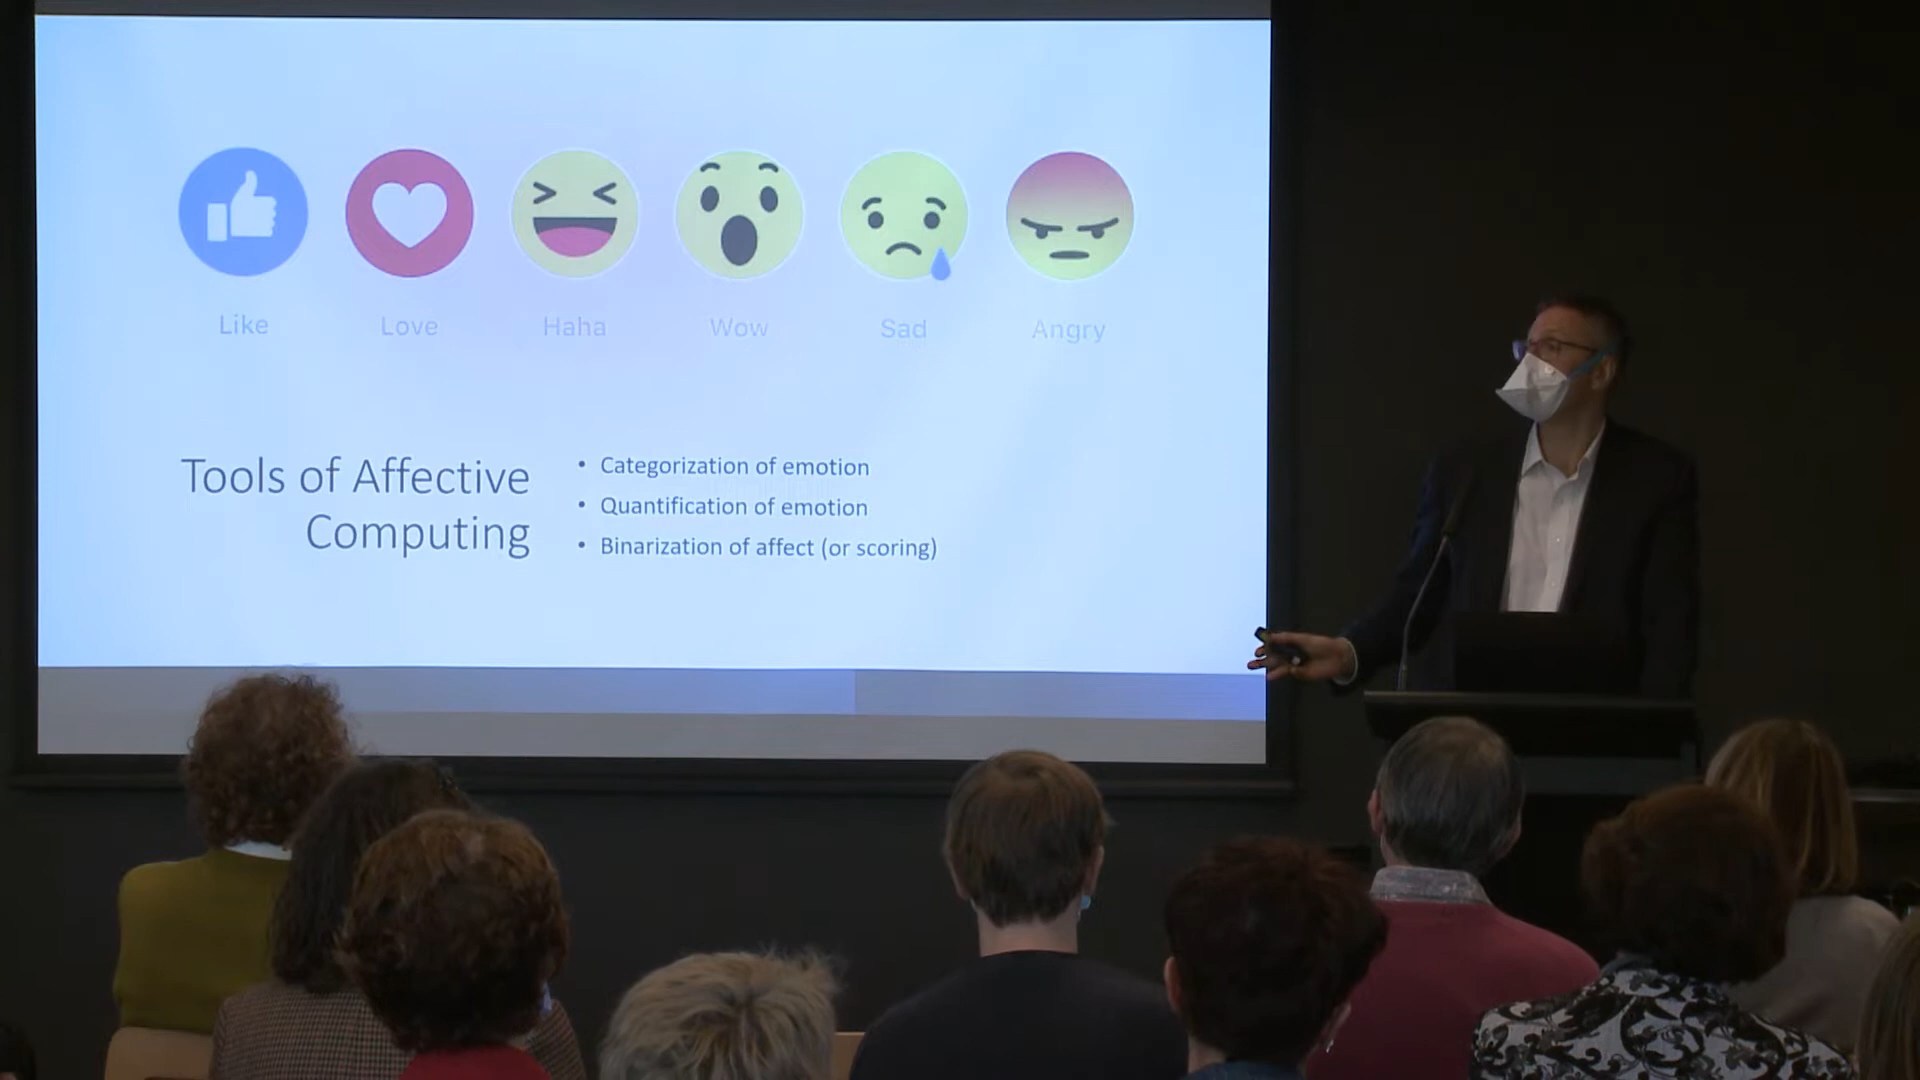 Like Love Haha Wow Sad Angry
Tools of Affective
Computing
• Categorization of emotion
• Quantification of emotion
• Binarization of affect (or scoring)